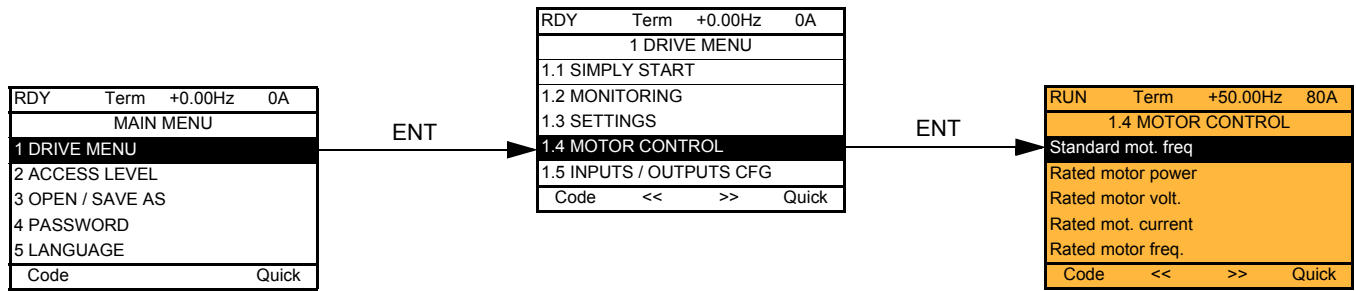 RDY Term +0.00Hz 0A
MAIN MENU
1 DRIVE MENU
2 ACCESS LEVEL
3 OPEN / SAVE AS
4 PASSWORD
5 LANGUAGE
Code Quick
ENT
RDY Term +0.00Hz 0A
1 DRIVE MENU
1.1 SIMPLY START
1.2 MONITORING
1.3 SETTINGS
1.4 MOTOR CONTROL
1.5 INPUTS / OUTPUTS CFG
Code << >> Quick
ENT
RUN Term +50.00Hz 80A
1.4 MOTOR CONTROL
Standard mot. freq
Rated motor power
Rated motor volt.
Rated mot. current
Rated motor freq.
Code << >> Quick